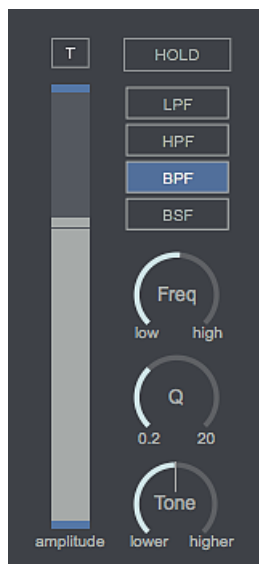 T
HOLD
LPF
HPF
BPF
BSF
Freq
low high
Q
0.2 20
Tone
amplitude lower higher